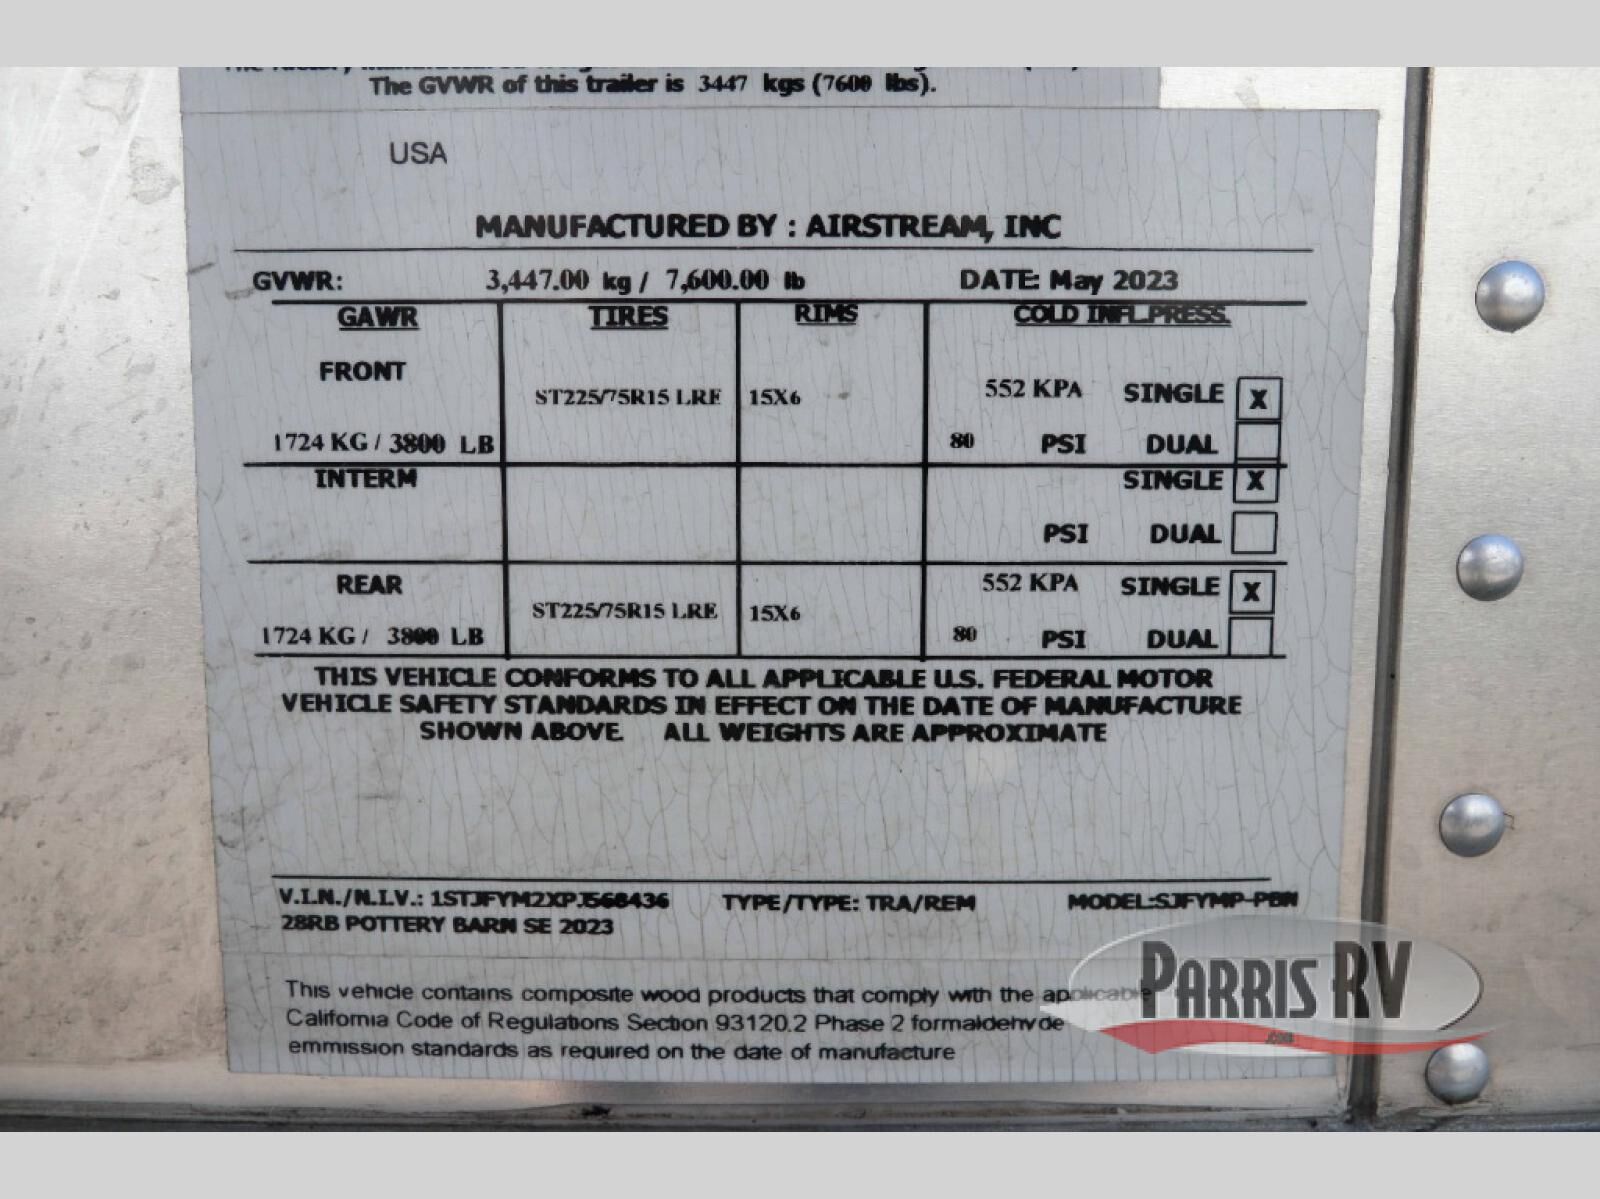 The GVWR of this trailer is 3447 kgs (7600 lbs).
USA
MANUFACTURED BY : AIRSTREAM, INC
GVWR: 3,447.00 kg / 7,600.00 lb DATE: May 2023
GAWR TIRES RIMS COLD INFL.PRESS.
FRONT
ST225/75R15 LRE 15X6 552 KPA SINGLE X
1724 KG / 3800 LB 80 PSI DUAL
INTERM SINGLE X
PSI DUAL
REAR 552 KPA SINGLE X
ST225/75R15 LRE 15X6
1724 KG / 3800 LB 80 PSI DUAL
THIS VEHICLE CONFORMS TO ALL APPLICABLE U.S. FEDERAL MOTOR
VEHICLE SAFETY STANDARDS IN EFFECT ON THE DATE OF MANUFACTURE
SHOWN ABOVE. ALL WEIGHTS ARE APPROXIMATE
V.I.N./N.I.V.: 1STJFYM2XPJ568436 TYPE/TYPE: TRA/REM MODEL:SJFYMP-PBN
28RB POTTERY BARN SE 2023
This vehicle contains composite wood products that comply with the applicable
California Code of Regulations Section 93120.2 Phase 2 formaldehyde
emmission standards as required on the date of manufacture
PARRIS RV
.com